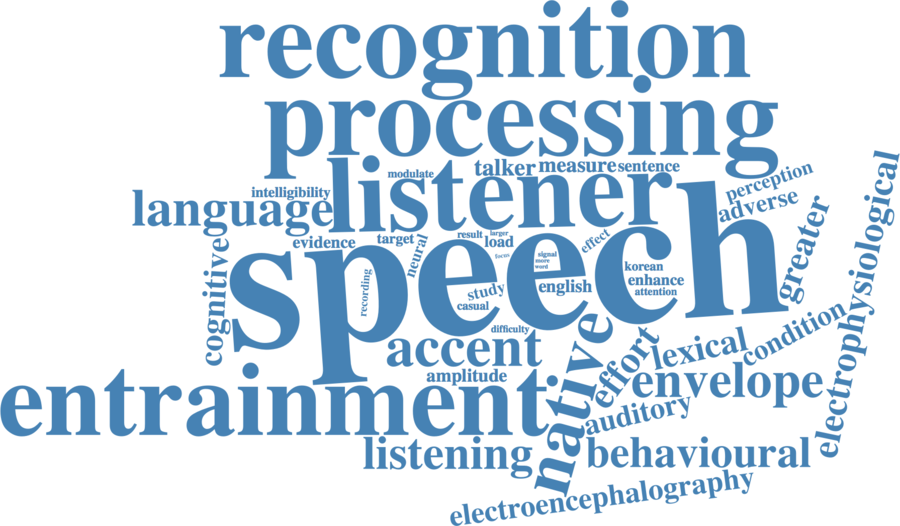 recognition
processing
modulate
talker
measure
sentence
intelligibility
listener
language
perception
adverse
evidence
target
neural
result
larger
load
focus
effect
signal
more
word
korean
enhance
attention
speech
cognitive
recording
study
casual
english
difficulty
greater
electrophysiological
accent
amplitude
native
effort
lexical
condition
entrainment
envelope
auditory
listening
behavioural
electroencephalography